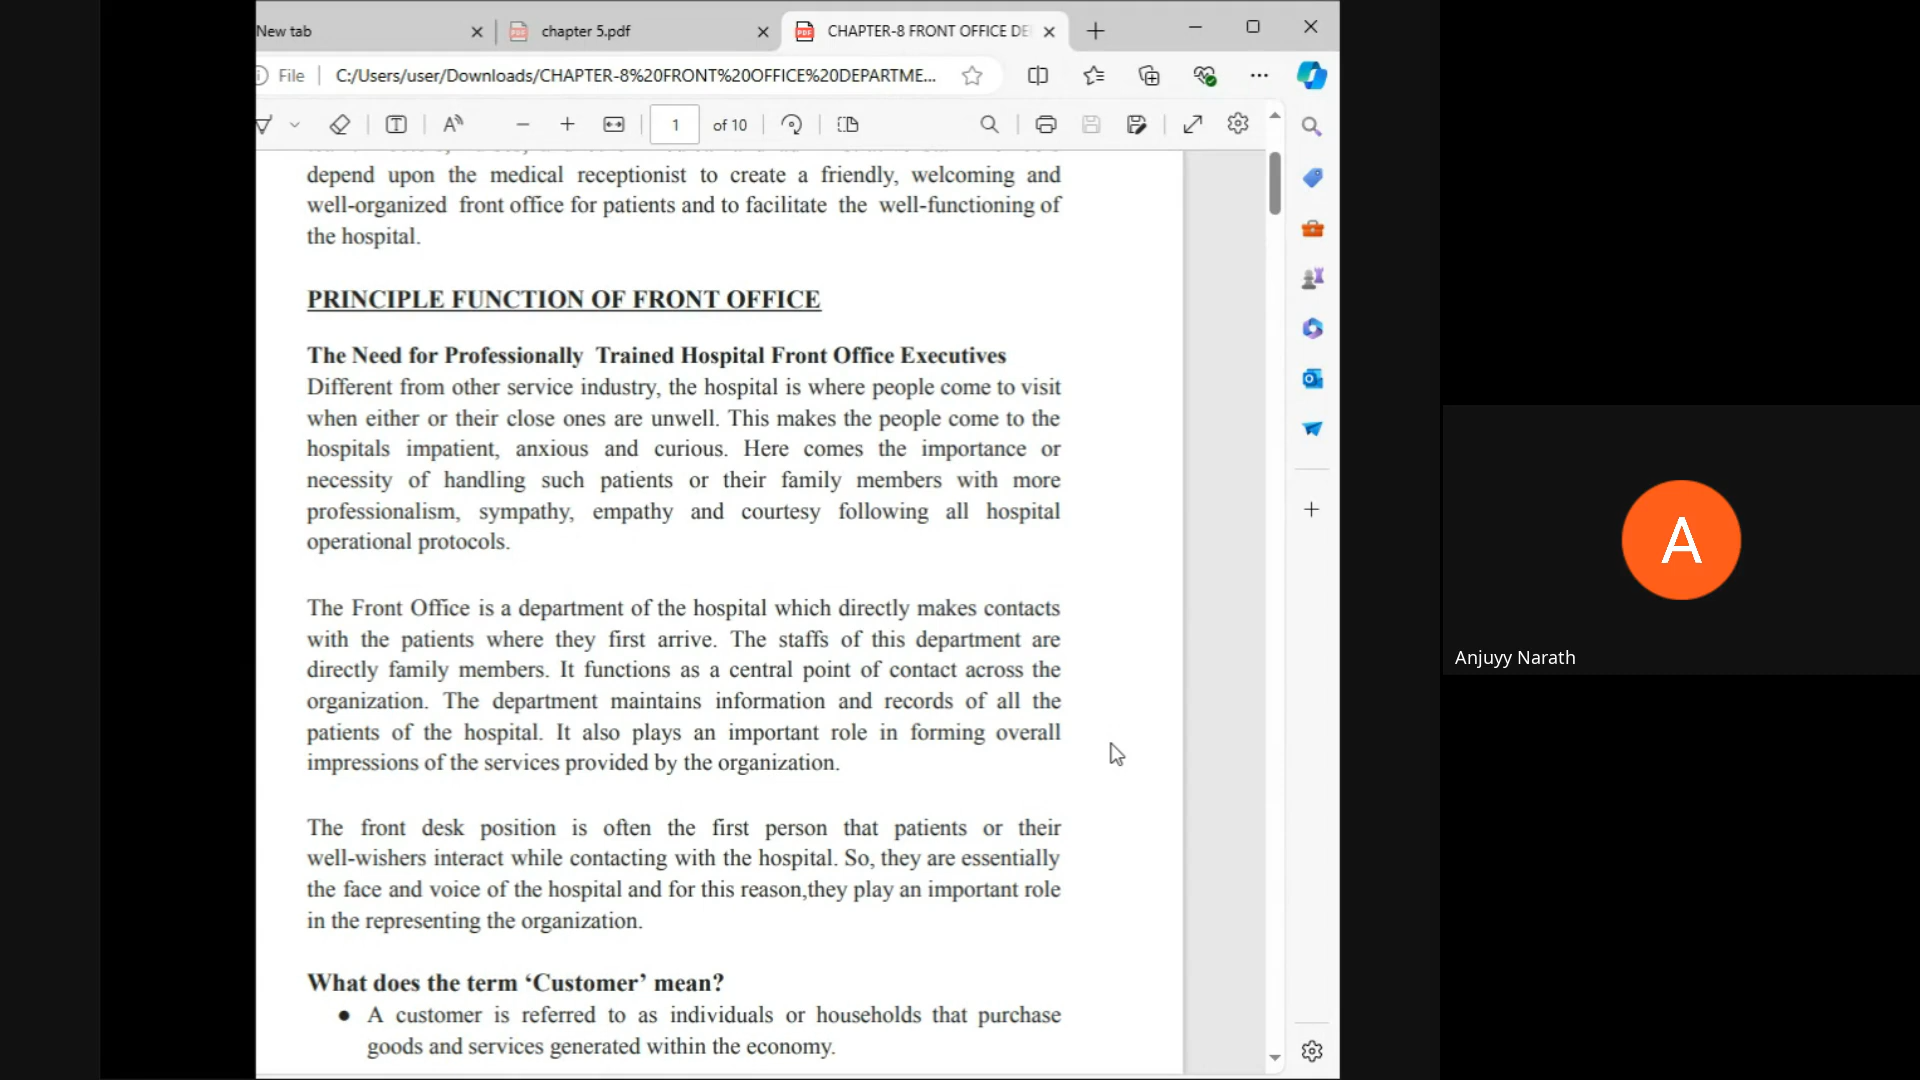 New tab
chapter 5.pdf
CHAPTER-8 FRONT OFFICE DE
File
C:/Users/user/Downloads/CHAPTER-8%20FRONT%20OFFICE%20DEPARTME...
1 of 10
depend upon the medical receptionist to create a friendly, welcoming and
well-organized front office for patients and to facilitate the well-functioning of
the hospital.
PRINCIPLE FUNCTION OF FRONT OFFICE
The Need for Professionally Trained Hospital Front Office Executives
Different from other service industry, the hospital is where people come to visit
when either or their close ones are unwell. This makes the people come to the
hospitals impatient, anxious and curious. Here comes the importance or
necessity of handling such patients or their family members with more
professionalism, sympathy, empathy and courtesy following all hospital
operational protocols.
The Front Office is a department of the hospital which directly makes contacts
with the patients where they first arrive. The staffs of this department are
directly family members. It functions as a central point of contact across the
organization. The department maintains information and records of all the
patients of the hospital. It also plays an important role in forming overall
impressions of the services provided by the organization.
The front desk position is often the first person that patients or their
well-wishers interact while contacting with the hospital. So, they are essentially
the face and voice of the hospital and for this reason,they play an important role
in the representing the organization.
What does the term ‘Customer’ mean?
● A customer is referred to as individuals or households that purchase
goods and services generated within the economy.
A
Anjuyy Narath